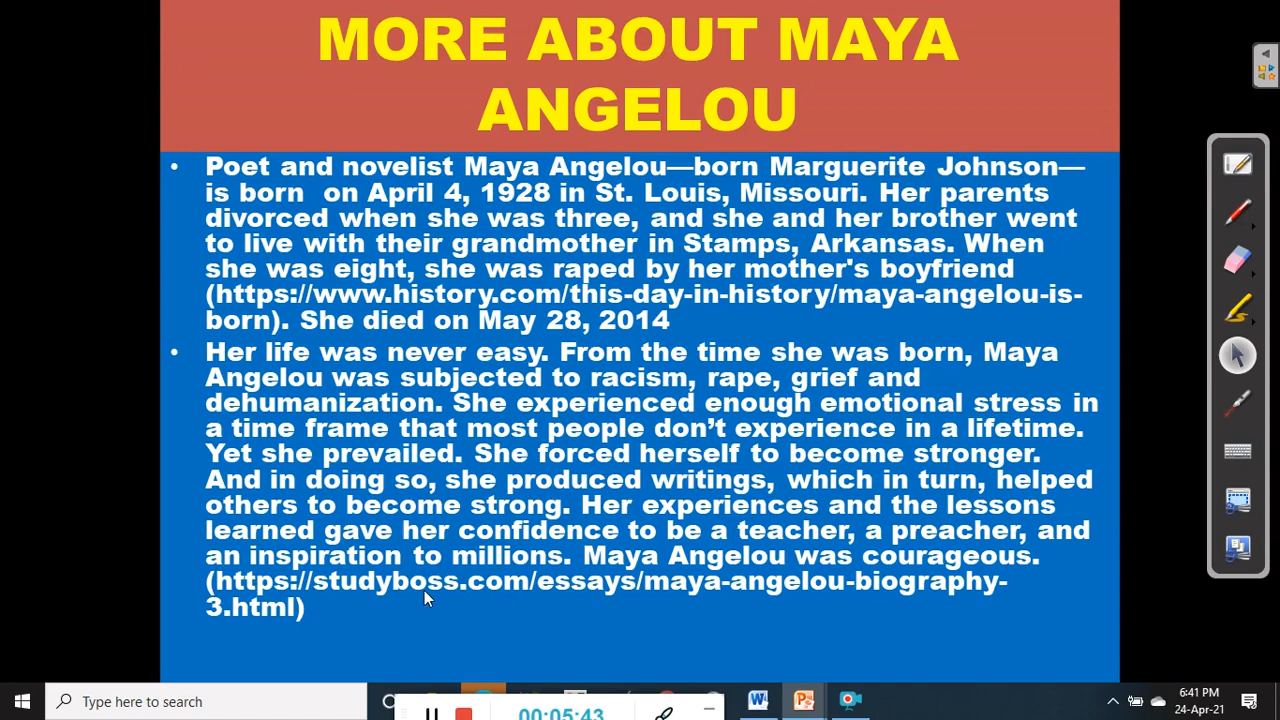 MORE ABOUT MAYA
ANGELOU
• Poet and novelist Maya Angelou—born Marguerite Johnson—
is born  on April 4, 1928 in St. Louis, Missouri. Her parents
divorced when she was three, and she and her brother went
to live with their grandmother in Stamps, Arkansas. When
she was eight, she was raped by her mother's boyfriend
(https://www.history.com/this-day-in-history/maya-angelou-is-
born). She died on May 28, 2014
• Her life was never easy. From the time she was born, Maya
Angelou was subjected to racism, rape, grief and
dehumanization. She experienced enough emotional stress in
a time frame that most people don’t experience in a lifetime.
Yet she prevailed. She forced herself to become stronger.
And in doing so, she produced writings, which in turn, helped
others to become strong. Her experiences and the lessons
learned gave her confidence to be a teacher, a preacher, and
an inspiration to millions. Maya Angelou was courageous.
(https://studyboss.com/essays/maya-angelou-biography-
3.html)
Type here to search
00:05:43
6:41 PM
24-Apr-21